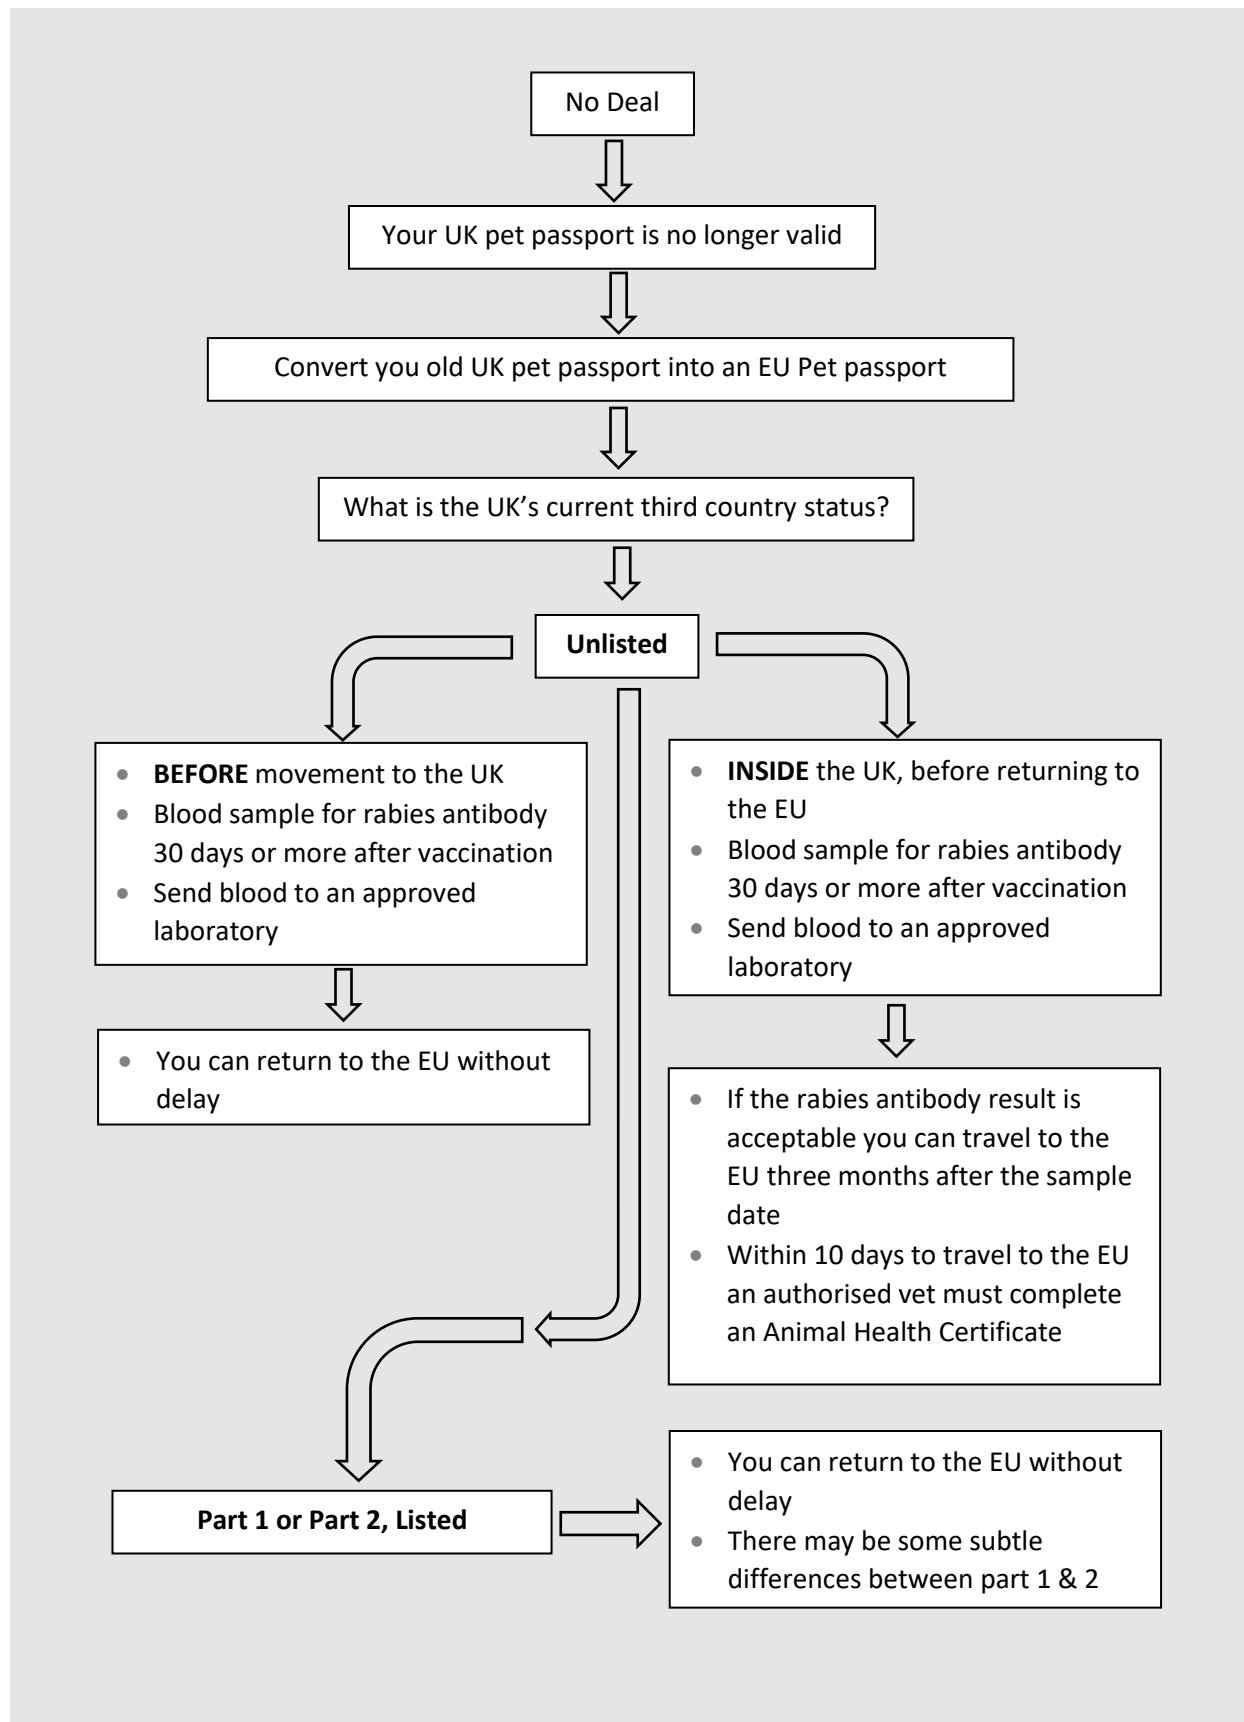 No Deal
Your UK pet passport is no longer valid
Convert you old UK pet passport into an EU Pet passport
What is the UK’s current third country status?
Unlisted
• BEFORE movement to the UK
• Blood sample for rabies antibody
30 days or more after vaccination
• Send blood to an approved
laboratory
• You can return to the EU without
delay
• INSIDE the UK, before returning to
the EU
• Blood sample for rabies antibody
30 days or more after vaccination
• Send blood to an approved
laboratory
• If the rabies antibody result is
acceptable you can travel to the
EU three months after the sample
date
• Within 10 days to travel to the EU
an authorised vet must complete
an Animal Health Certificate
Part 1 or Part 2, Listed
• You can return to the EU without
delay
• There may be some subtle
differences between part 1 & 2